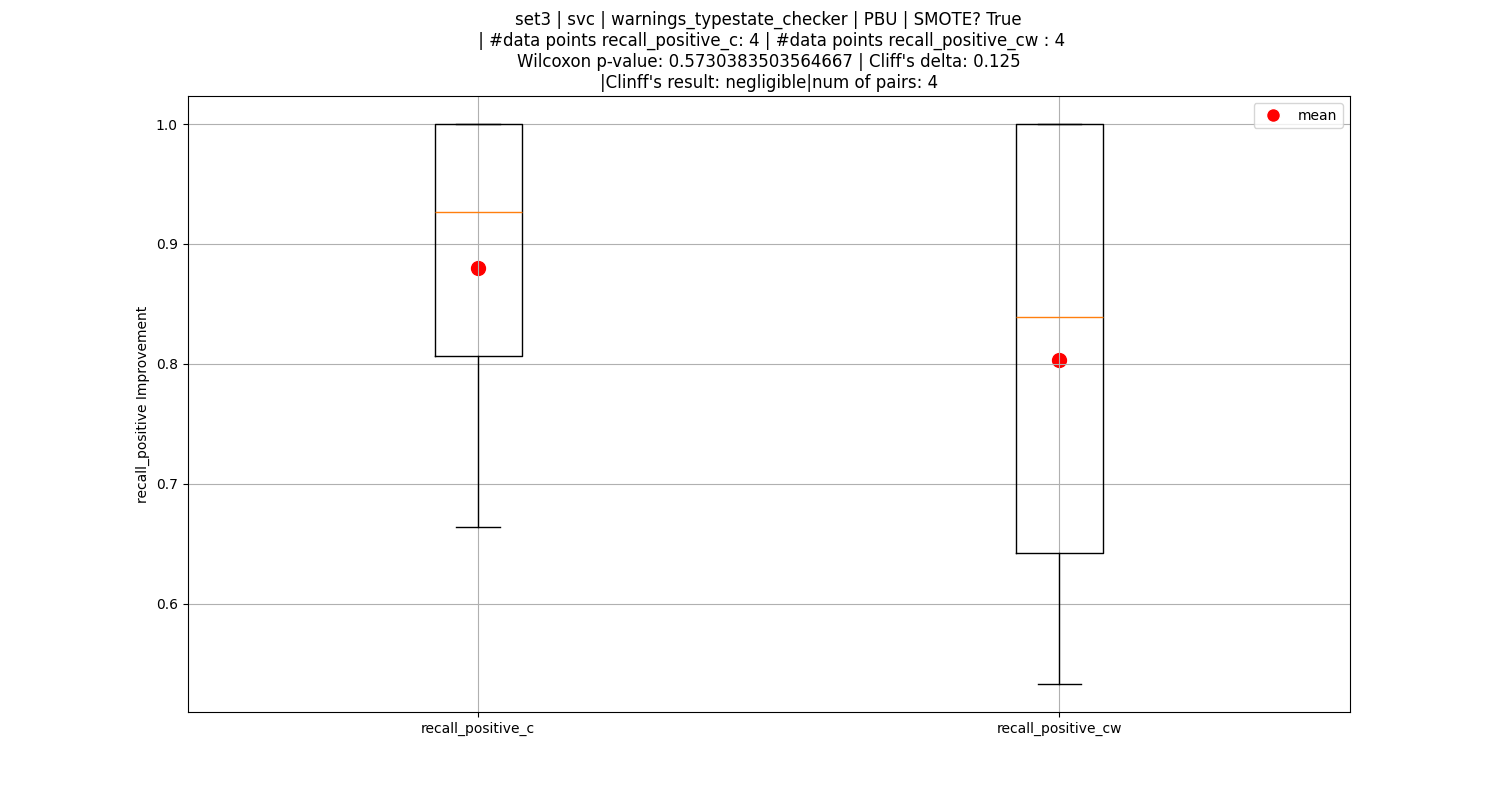 set3 | svc | warnings_typestate_checker | PBU | SMOTE? True
| #data points recall_positive_c: 4 | #data points recall_positive_cw : 4
Wilcoxon p-value: 0.5730383503564667 | Cliff's delta: 0.125
|Clinff's result: negligible|num of pairs: 4
mean
1.0
0.9
0.8
0.7
0.6
recall_positive Improvement
recall_positive_c
recall_positive_cw